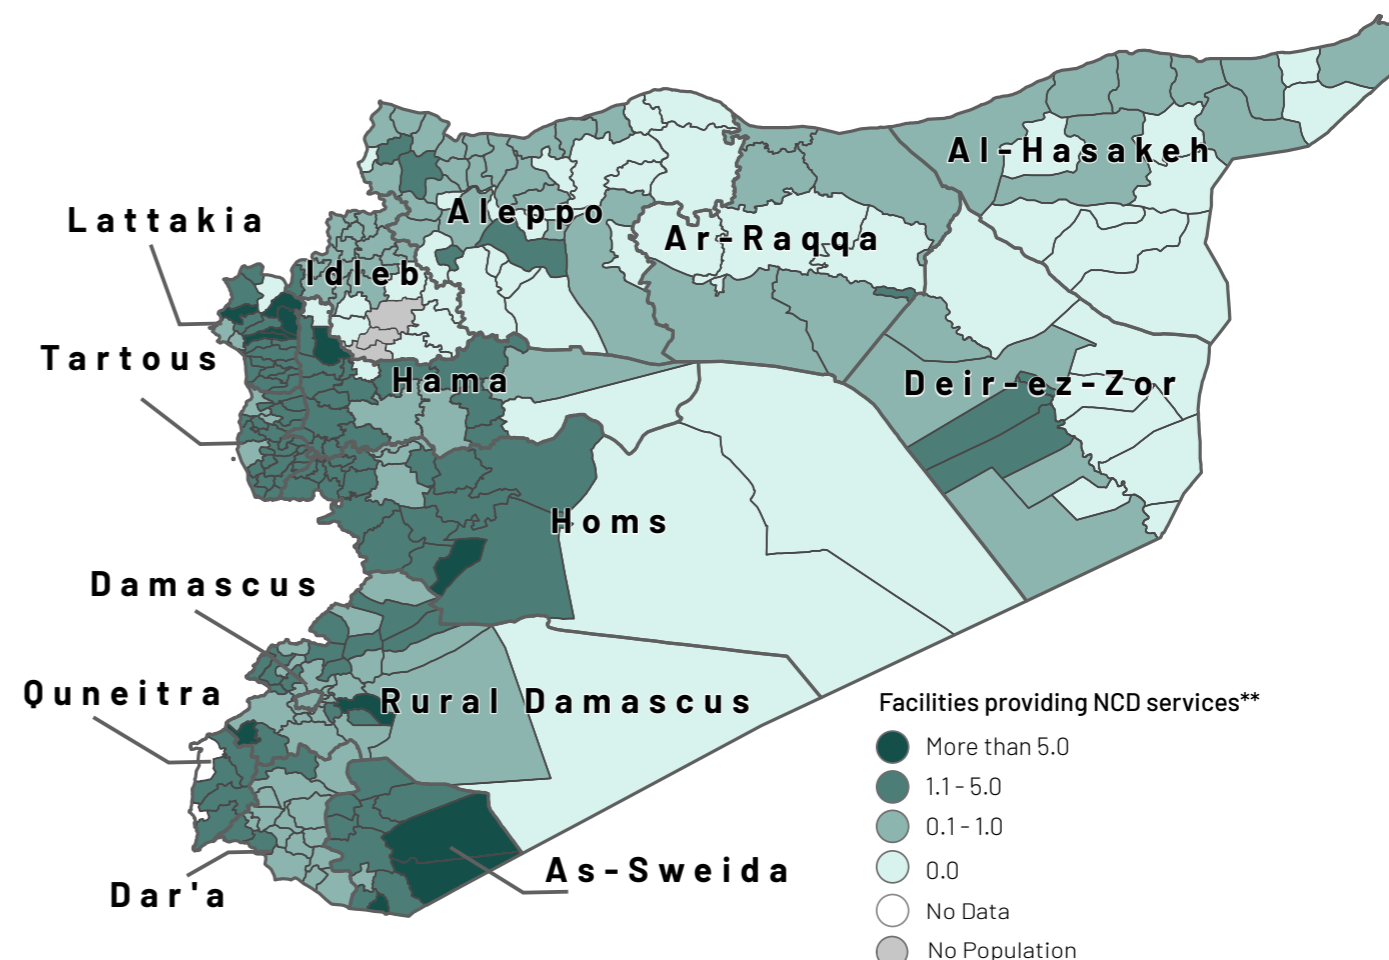 Al-Hasakeh
Lattakia
Aleppo
Ar-Raqqa
Idleb
Tartous
Hama
Deir-ez-Zor
Homs
Damascus
Quneitra
Rural Damascus
As-Sweida
Dar'a
Facilities providing NCD services**
More than 5.0
1.1 - 5.0
0.1 - 1.0
0.0
No Data
No Population